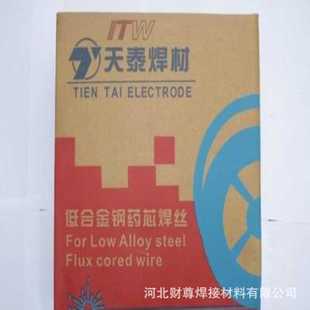 ITW
天泰焊材
TIEN TAI ELECTRODE
低合金钢药芯焊丝
For Low Alloy steel
Flux cored wire
河北财尊焊接材料有限公司